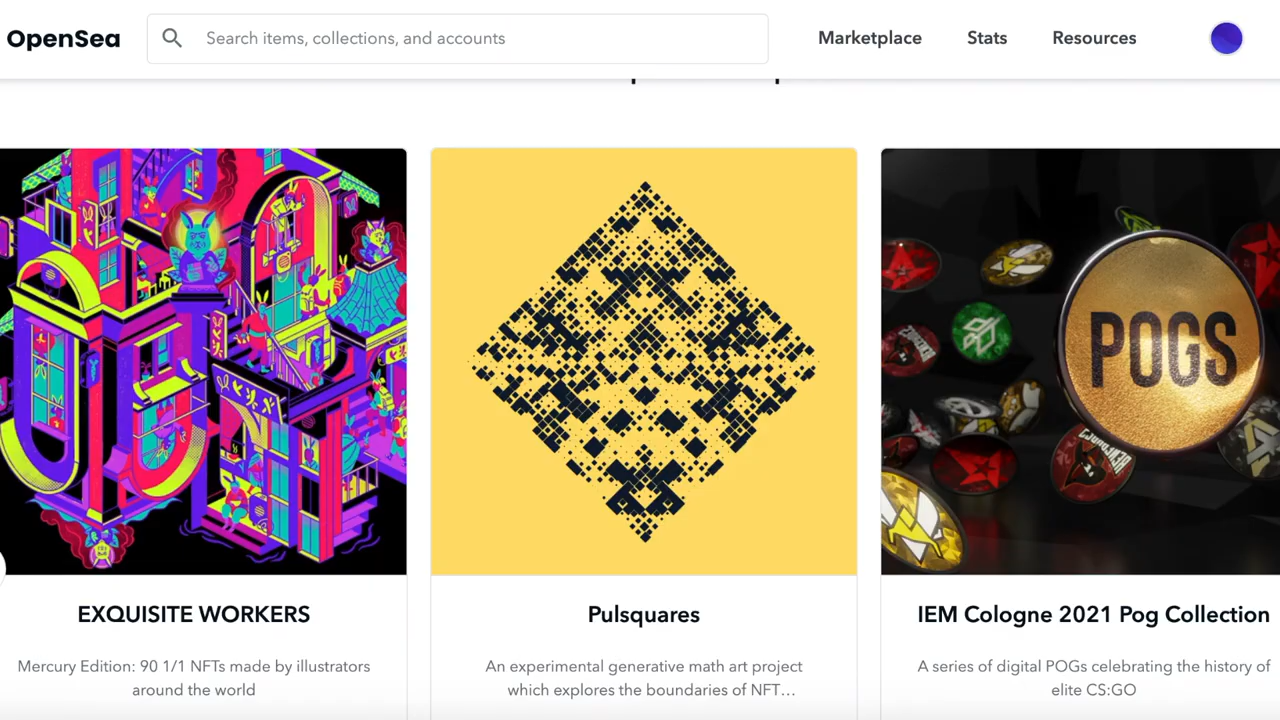 OpenSea
Search items, collections, and accounts
Marketplace
Stats
Resources
POGS
EXQUISITE WORKERS
Mercury Edition: 90 1/1 NFTs made by illustrators
around the world
Pulsquares
An experimental generative math art project
which explores the boundaries of NFT...
IEM Cologne 2021 Pog Collection
A series of digital POGs celebrating the history of
elite CS:GO